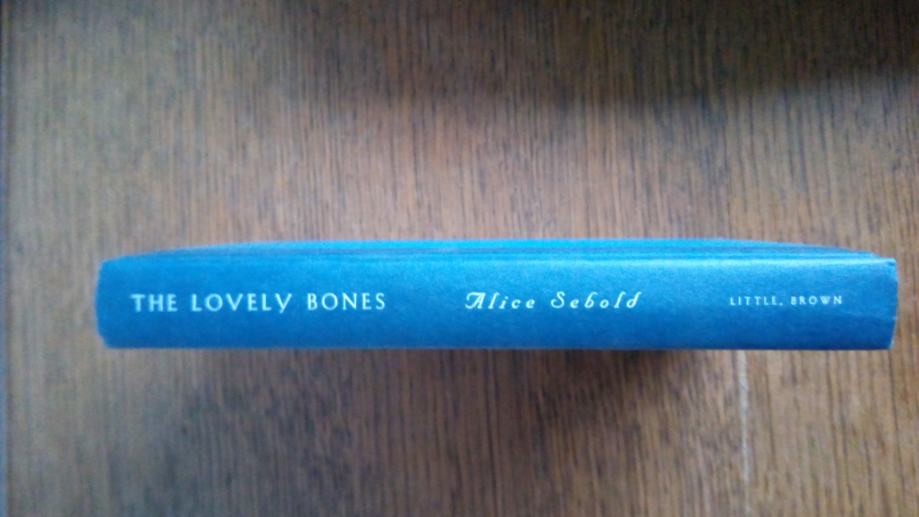 THE LOVELY BONES Alice Sebold LITTLE, BROWN